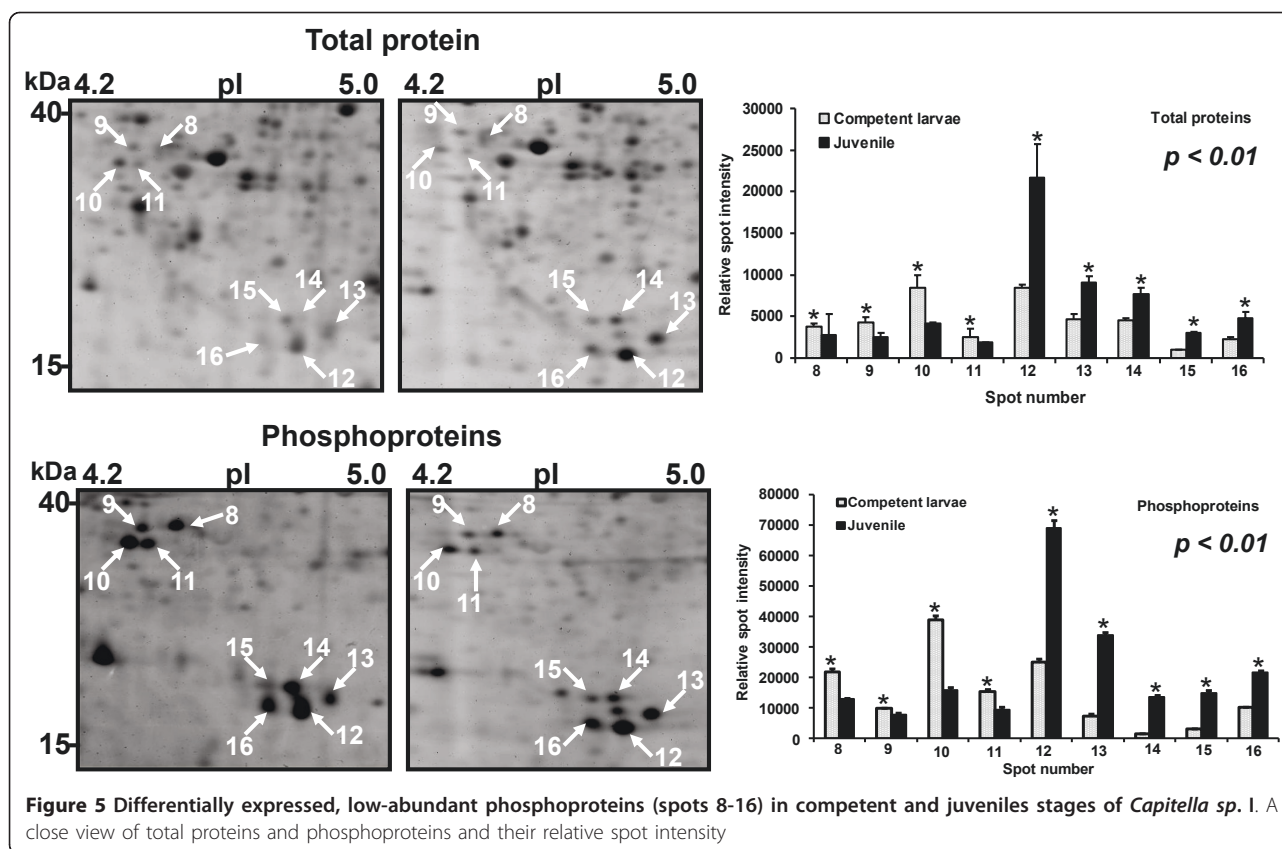 Total protein
kDa 4.2 pI 5.0
40
15
9 8
10 11
15 14 13
16 12
4.2 pI 5.0
9 8
10 11
15 14 13
16 12
30000
25000
20000
15000
10000
5000
0
Relative spot intensity
Competent larvae
Juvenile
Total proteins
p < 0.01
* * * * * * * * *
8 9 10 11 12 13 14 15 16
Spot number
Phosphoproteins
kDa 4.2 pI 5.0
40
15
9 8
10 11
15 14 13
16 12
4.2 pI 5.0
9 8
10 11
15 14 13
16 12
80000
70000
60000
50000
40000
30000
20000
10000
0
Relative spot intensity
Competent larvae
Juvenile
Phosphoproteins
p < 0.01
* * * * * * * * *
8 9 10 11 12 13 14 15 16
Spot number
Figure 5 Differentially expressed, low-abundant phosphoproteins (spots 8-16) in competent and juveniles stages of Capitella sp. I. A
close view of total proteins and phosphoproteins and their relative spot intensity